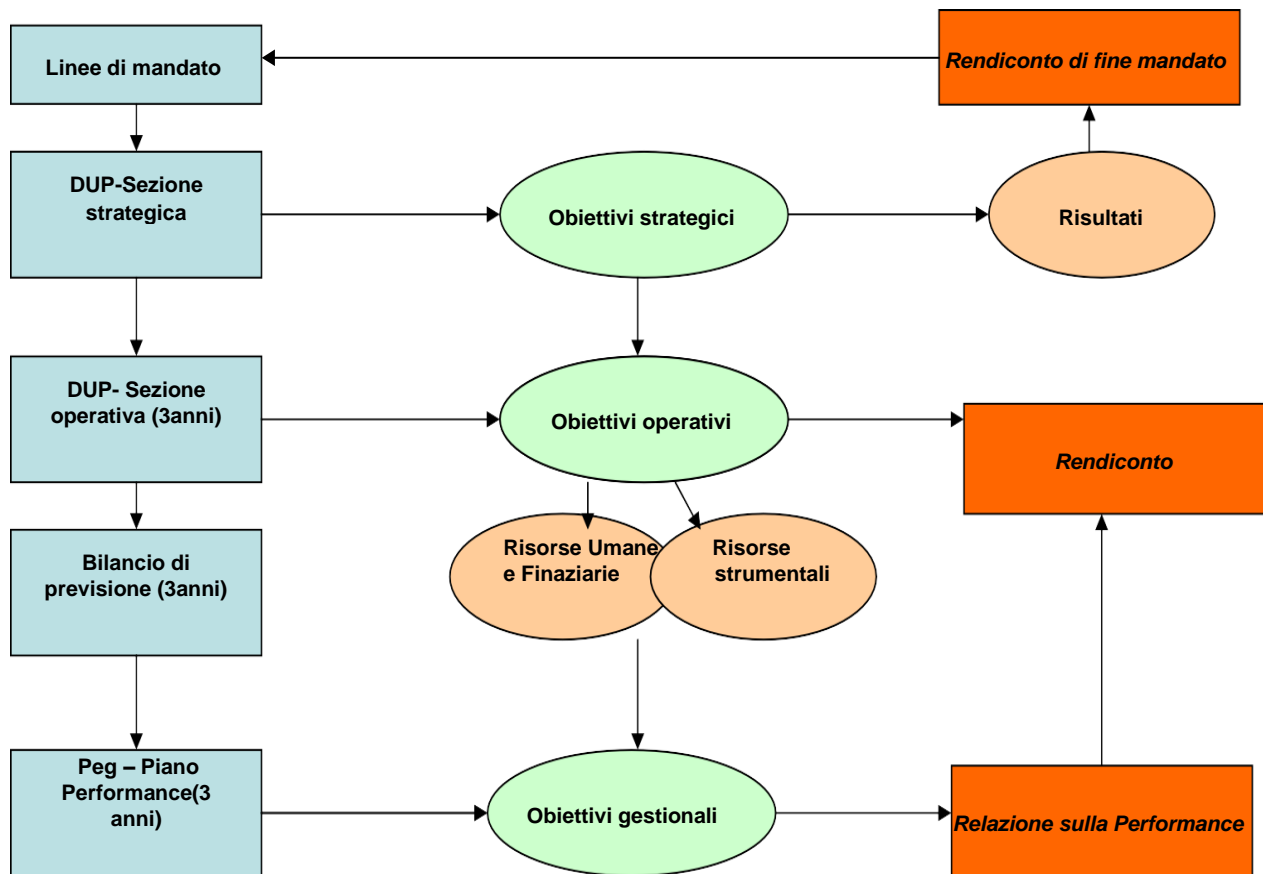 Linee di mandato
Rendiconto di fine mandato
DUP-Sezione
strategica
Obiettivi strategici
Risultati
DUP- Sezione
operativa (3anni)
Obiettivi operativi
Rendiconto
Bilancio di
previsione (3anni)
Risorse Umane
e Finaziarie
Risorse
strumentali
Peg – Piano
Performance(3
anni)
Obiettivi gestionali
Relazione sulla Performance